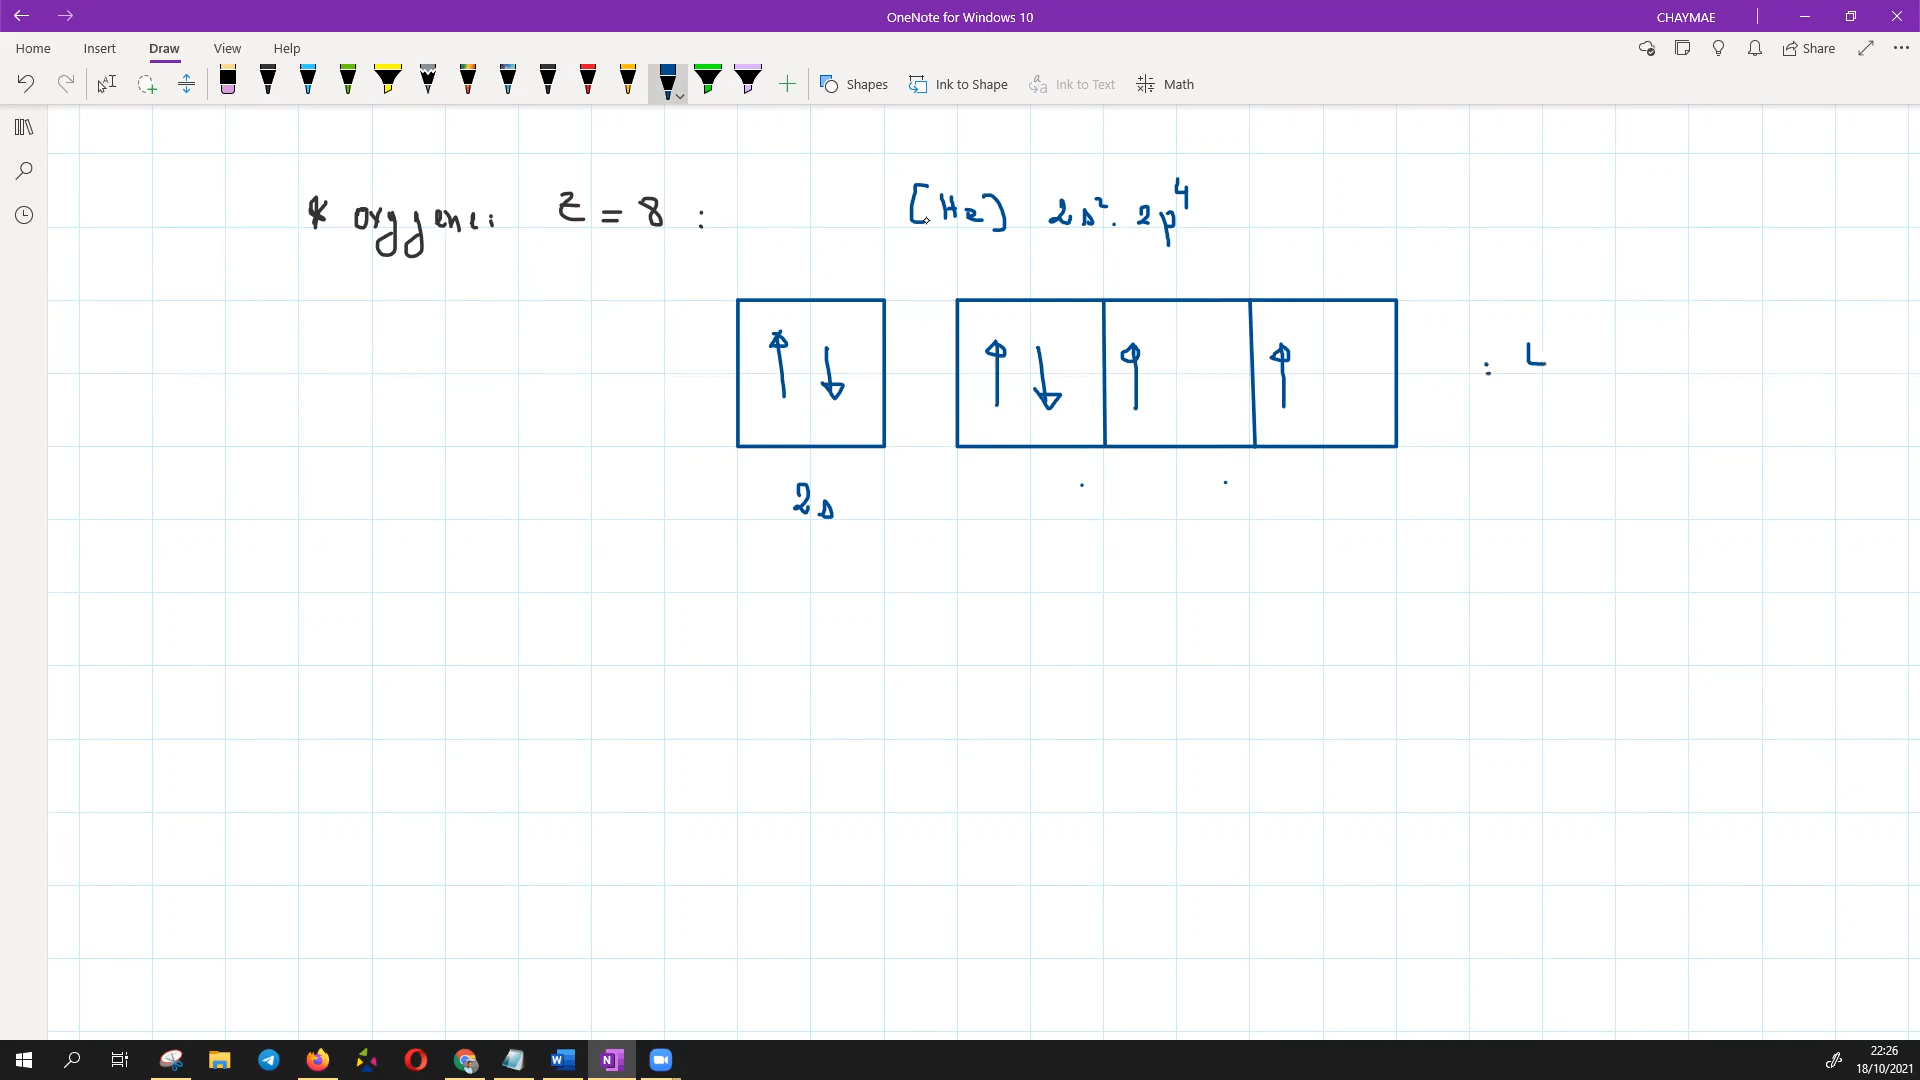 OneNote for Windows 10
CHAYMAE
Home Insert Draw View Help
Share
Shapes Ink to Shape Ink to Text Math
* oxygene: Z = 8 : [He] 2s² . 2p⁴
2s
22:26
18/10/2021